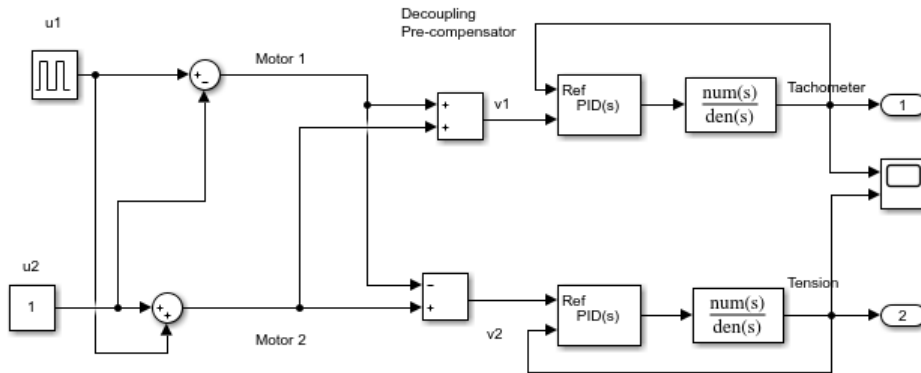 Decoupling
Pre-compensator
u1
Motor 1
+
−
+
+
v1
Ref
PID(s)
num(s)
den(s)
Tachometer
1
u2
1
+
+
Motor 2
−
+
v2
Ref
PID(s)
num(s)
den(s)
Tension
2